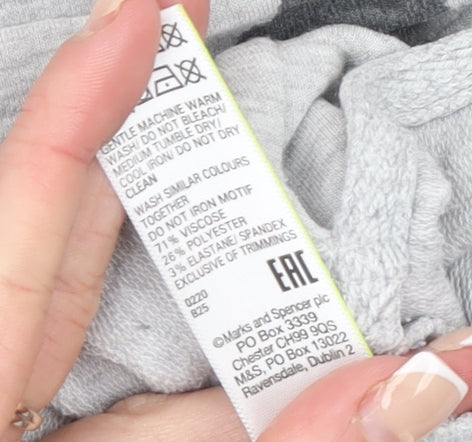 GENTLE MACHINE WARM
WASH/ DO NOT BLEACH/
MEDIUM TUMBLE DRY/
COOL IRON/ DO NOT DRY
CLEAN
WASH SIMILAR COLOURS
TOGETHER
DO NOT IRON MOTIF
71% VISCOSE
26% POLYESTER
3% ELASTANE/ SPANDEX
EXCLUSIVE OF TRIMMINGS
0220
825
EAC
©Marks and Spencer plc
PO Box 3339
Chester CH99 9QS
M&S, PO Box 13022
Ravensdale, Dublin 2